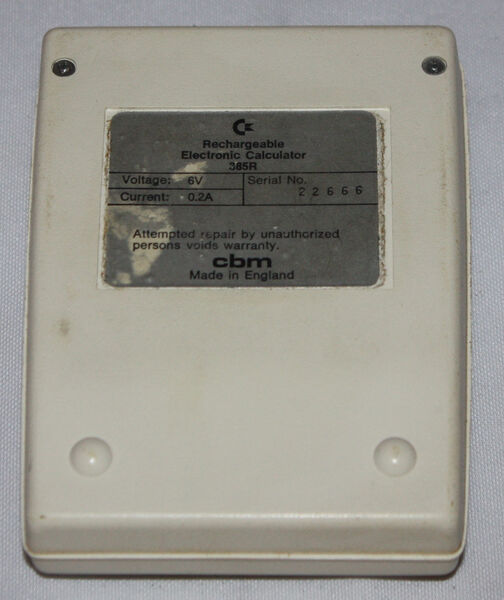 Rechargeable
Electronic Calculator
385R
Voltage: 6V
Serial No.
22666
Current: 0.2A
Attempted repair by unauthorized
persons voids warranty.
cbm
Made in England